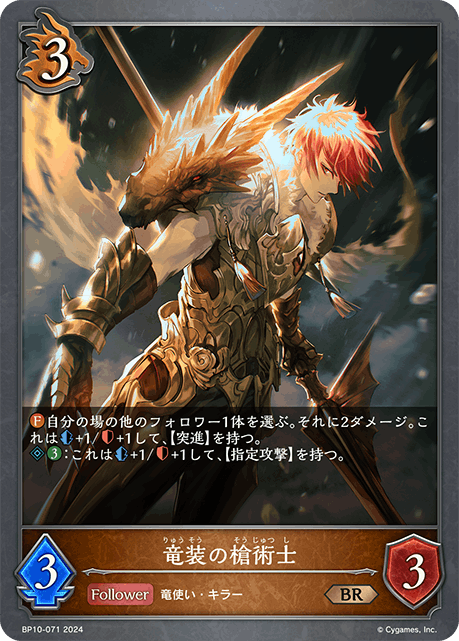 3
F 自分の場の他のフォロワー1体を選ぶ。それに2ダメージ。こ
れは+1/+1して、【突進】を持つ。
3:これは+1/+1して、【指定攻撃】を持つ。
りゅうそう そうじゅつし
竜装の槍術士
3
Follower 竜使い・キラー BR
3
BP10-071 2024 © Cygames, Inc.